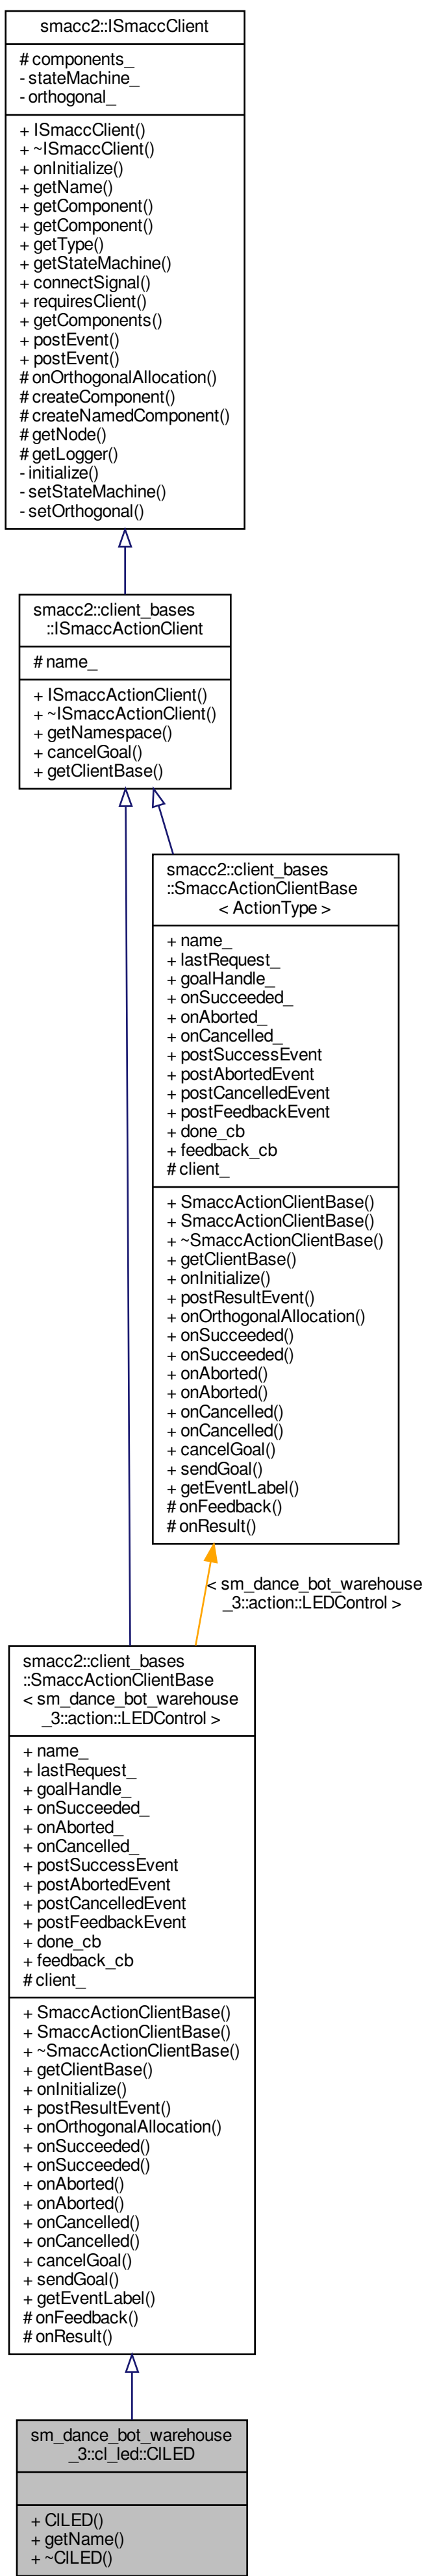 smacc2::ISmaccClient
# components_
- stateMachine_
- orthogonal_
+ ISmaccClient()
+ ~ISmaccClient()
+ onInitialize()
+ getName()
+ getComponent()
+ getComponent()
+ getType()
+ getStateMachine()
+ connectSignal()
+ requiresClient()
+ getComponents()
+ postEvent()
+ postEvent()
# onOrthogonalAllocation()
# createComponent()
# createNamedComponent()
# getNode()
# getLogger()
- initialize()
- setStateMachine()
- setOrthogonal()
smacc2::client_bases
::ISmaccActionClient
# name_
+ ISmaccActionClient()
+ ~ISmaccActionClient()
+ getNamespace()
+ cancelGoal()
+ getClientBase()
smacc2::client_bases
::SmaccActionClientBase
< ActionType >
+ name_
+ lastRequest_
+ goalHandle_
+ onSucceeded_
+ onAborted_
+ onCancelled_
+ postSuccessEvent
+ postAbortedEvent
+ postCancelledEvent
+ postFeedbackEvent
+ done_cb
+ feedback_cb
# client_
+ SmaccActionClientBase()
+ SmaccActionClientBase()
+ ~SmaccActionClientBase()
+ getClientBase()
+ onInitialize()
+ postResultEvent()
+ onOrthogonalAllocation()
+ onSucceeded()
+ onSucceeded()
+ onAborted()
+ onAborted()
+ onCancelled()
+ onCancelled()
+ cancelGoal()
+ sendGoal()
+ getEventLabel()
# onFeedback()
# onResult()
< sm_dance_bot_warehouse
_3::action::LEDControl >
smacc2::client_bases
::SmaccActionClientBase
< sm_dance_bot_warehouse
_3::action::LEDControl >
+ name_
+ lastRequest_
+ goalHandle_
+ onSucceeded_
+ onAborted_
+ onCancelled_
+ postSuccessEvent
+ postAbortedEvent
+ postCancelledEvent
+ postFeedbackEvent
+ done_cb
+ feedback_cb
# client_
+ SmaccActionClientBase()
+ SmaccActionClientBase()
+ ~SmaccActionClientBase()
+ getClientBase()
+ onInitialize()
+ postResultEvent()
+ onOrthogonalAllocation()
+ onSucceeded()
+ onSucceeded()
+ onAborted()
+ onAborted()
+ onCancelled()
+ onCancelled()
+ cancelGoal()
+ sendGoal()
+ getEventLabel()
# onFeedback()
# onResult()
sm_dance_bot_warehouse
_3::cl_led::ClLED
+ ClLED()
+ getName()
+ ~ClLED()